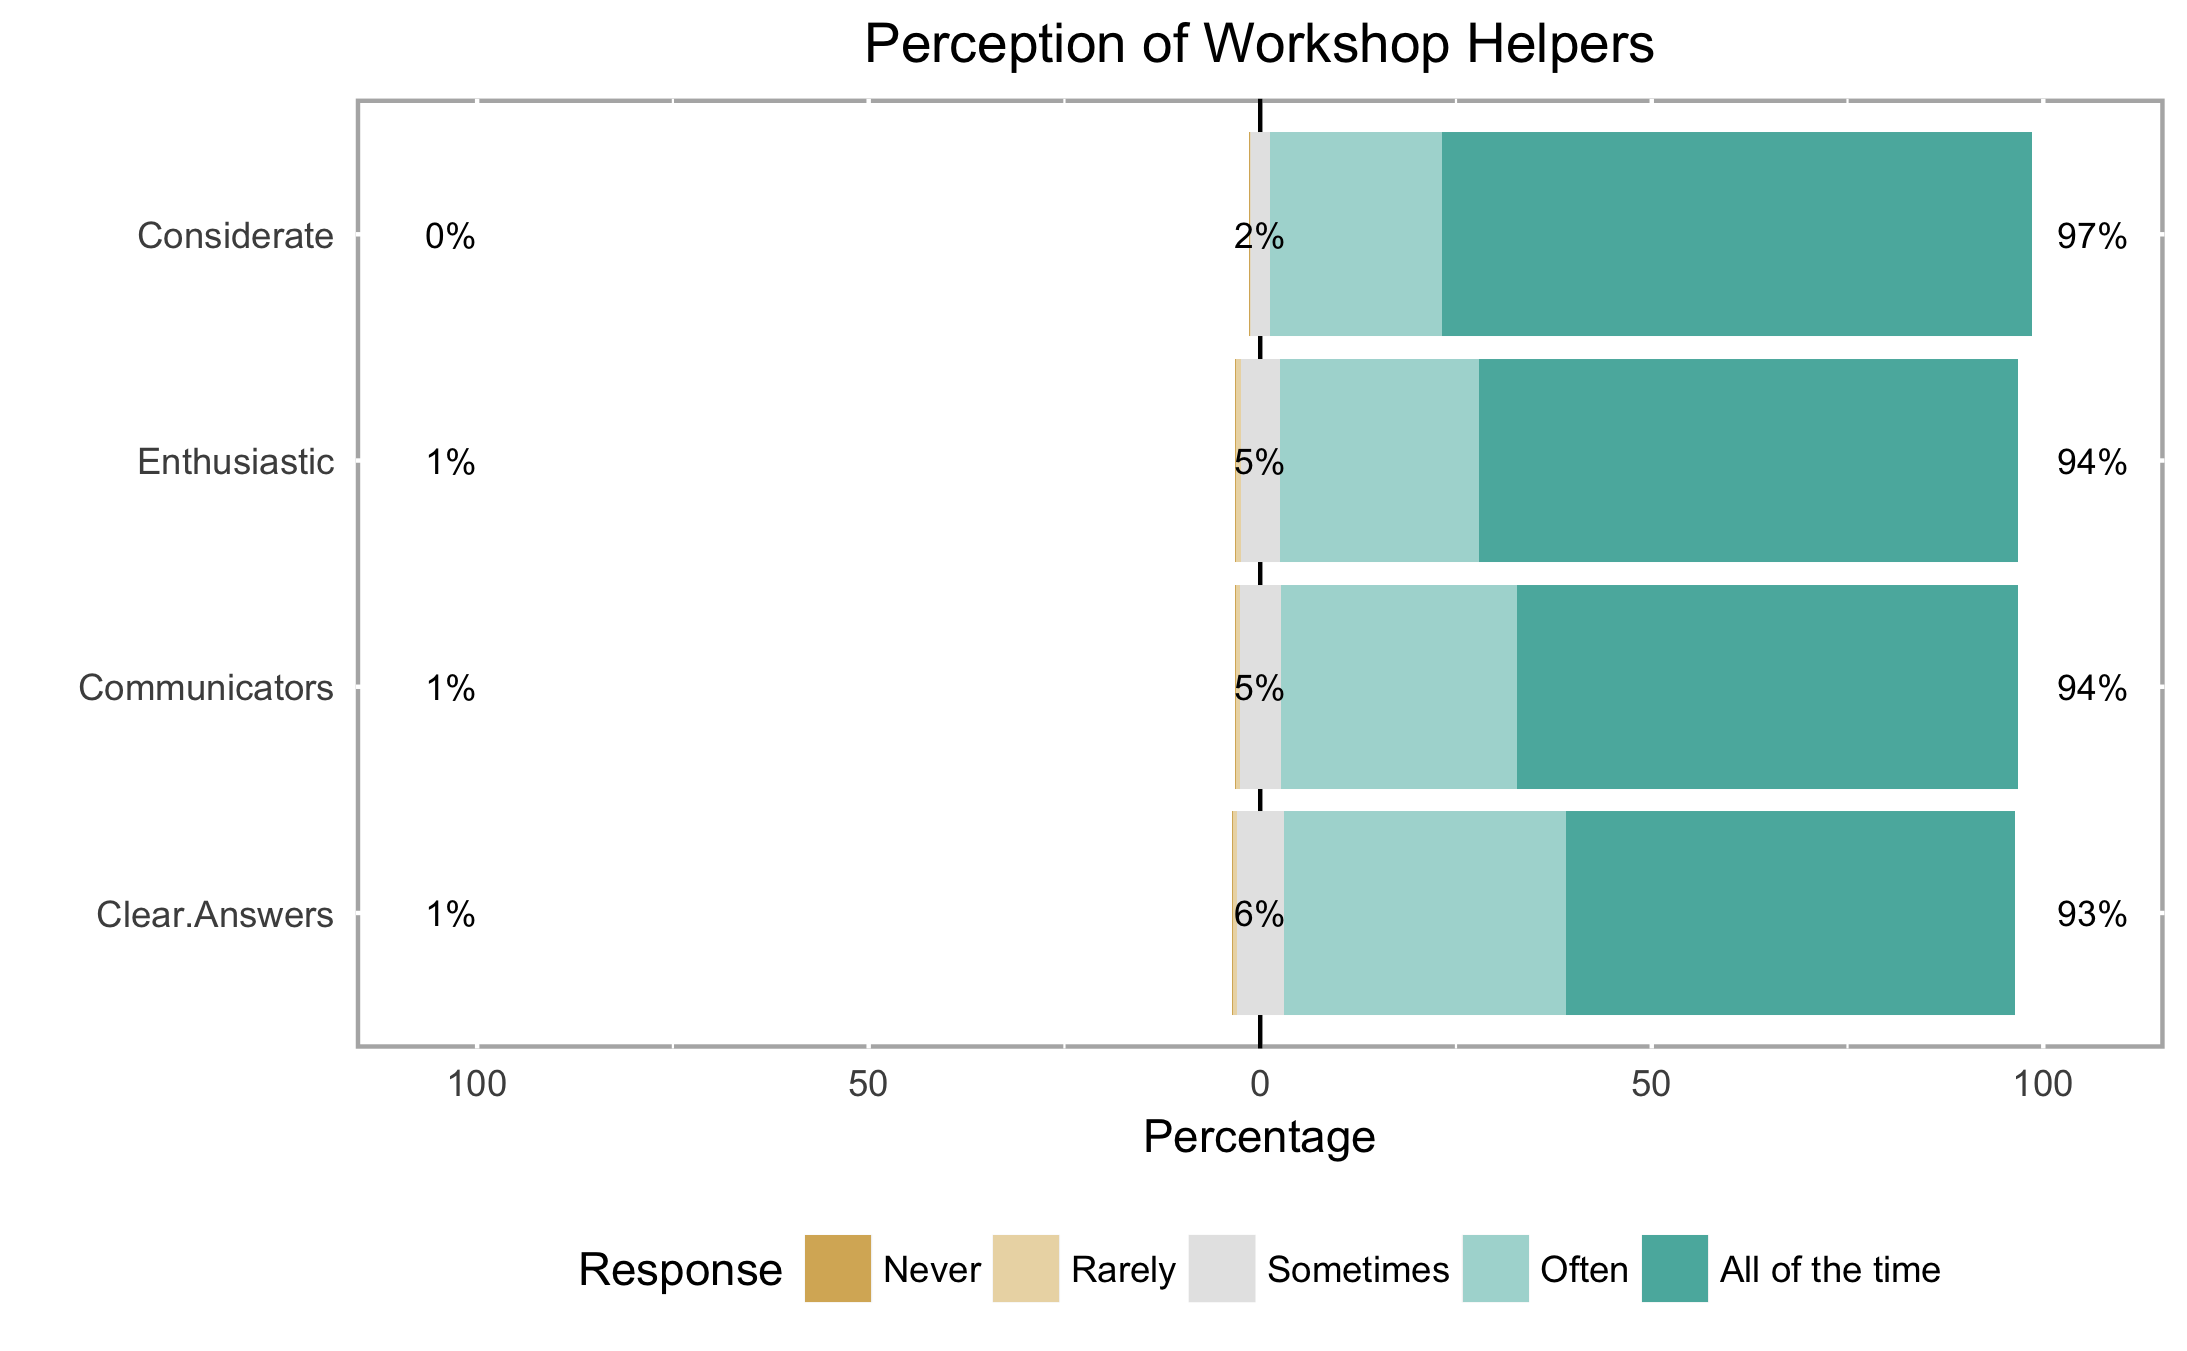 Perception of Workshop Helpers
Considerate 0% 2% 97%
Enthusiastic 1% 5% 94%
Communicators 1% 5% 94%
Clear.Answers 1% 6% 93%
100 50 0 50 100
Percentage
Response Never Rarely Sometimes Often All of the time